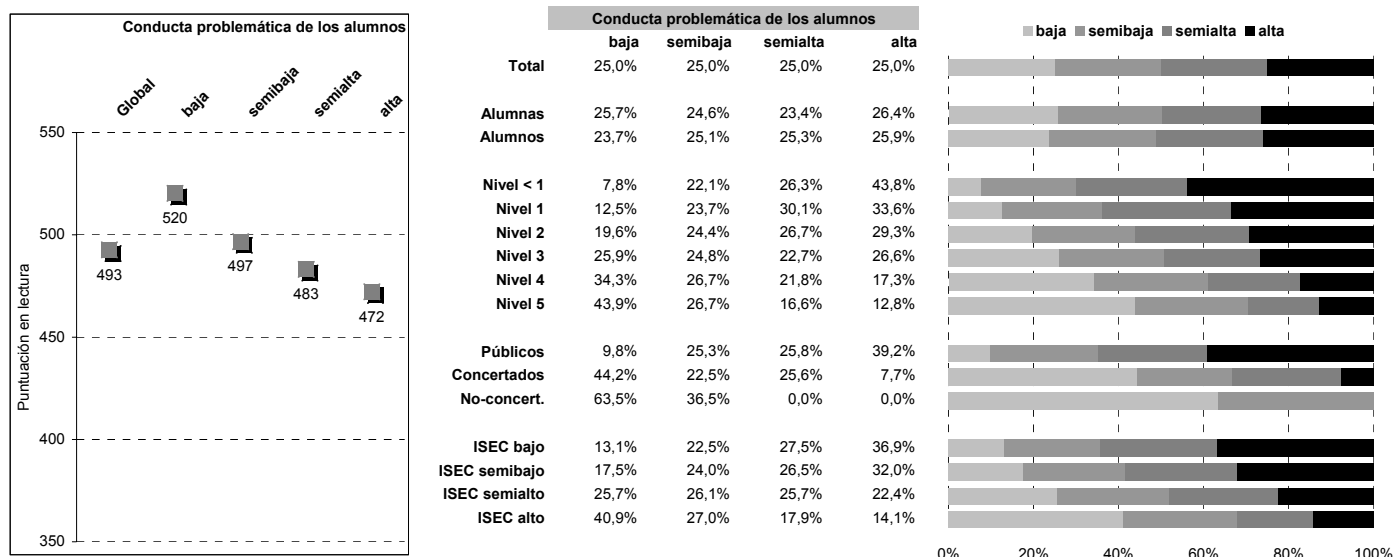 Conducta problemática de los alumnos
Global baja semibaja semialta alta
Puntuación en lectura
550
500
450
400
350
520
493
497
483
472
Conducta problemática de los alumnos
baja semibaja semialta alta
Total 25,0% 25,0% 25,0% 25,0%
Alumnas 25,7% 24,6% 23,4% 26,4%
Alumnos 23,7% 25,1% 25,3% 25,9%
Nivel < 1 7,8% 22,1% 26,3% 43,8%
Nivel 1 12,5% 23,7% 30,1% 33,6%
Nivel 2 19,6% 24,4% 26,7% 29,3%
Nivel 3 25,9% 24,8% 22,7% 26,6%
Nivel 4 34,3% 26,7% 21,8% 17,3%
Nivel 5 43,9% 26,7% 16,6% 12,8%
Públicos 9,8% 25,3% 25,8% 39,2%
Concertados 44,2% 22,5% 25,6% 7,7%
No-concert. 63,5% 36,5% 0,0% 0,0%
ISEC bajo 13,1% 22,5% 27,5% 36,9%
ISEC semibajo 17,5% 24,0% 26,5% 32,0%
ISEC semialto 25,7% 26,1% 25,7% 22,4%
ISEC alto 40,9% 27,0% 17,9% 14,1%
baja semibaja semialta alta
0% 20% 40% 60% 80% 100%